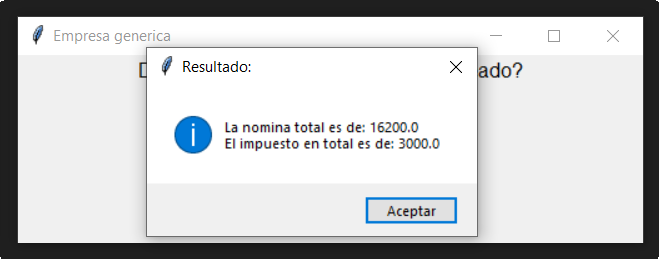 Empresa generica
ado?
Resultado:
La nomina total es de: 16200.0
El impuesto en total es de: 3000.0
Aceptar